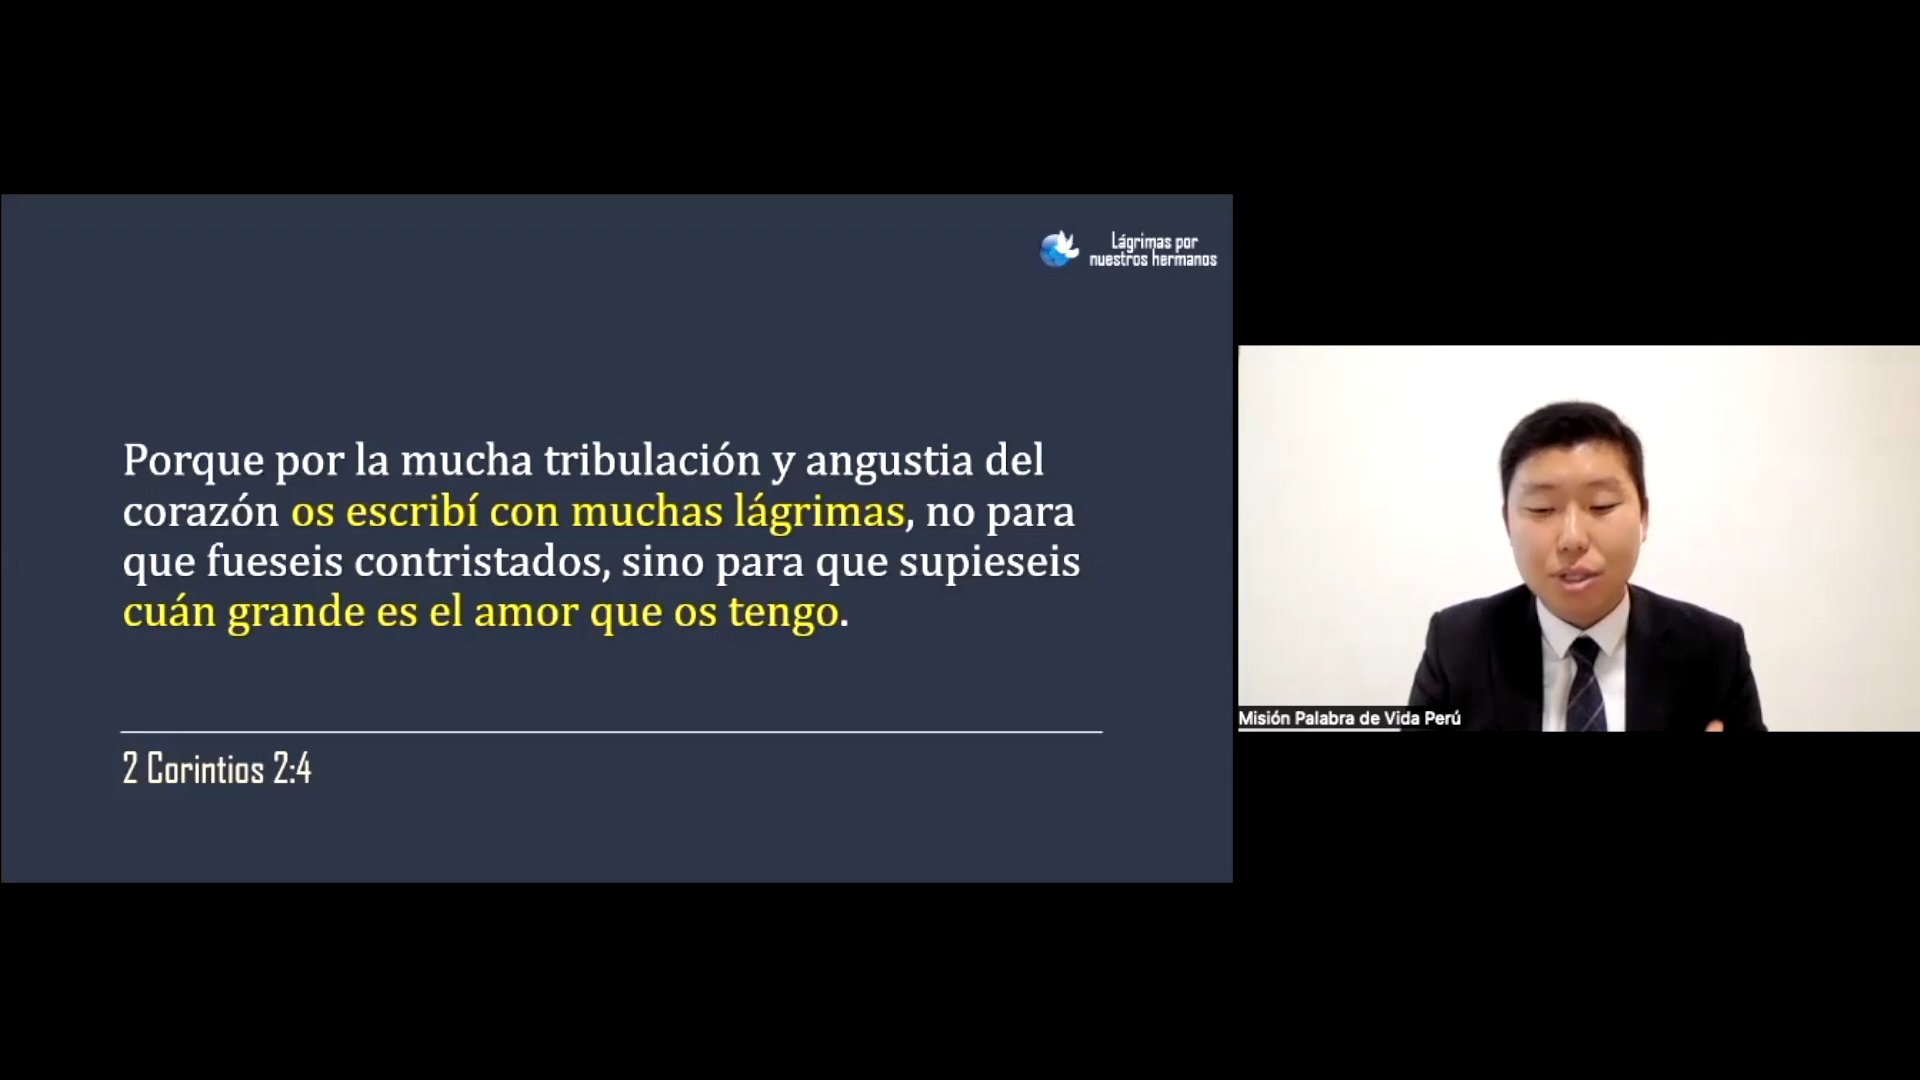 Lágrimas por
nuestros hermanos
Porque por la mucha tribulación y angustia del
corazón os escribí con muchas lágrimas, no para
que fueseis contristados, sino para que supieseis
cuán grande es el amor que os tengo.
2 Corintios 2:4
Misión Palabra de Vida Perú